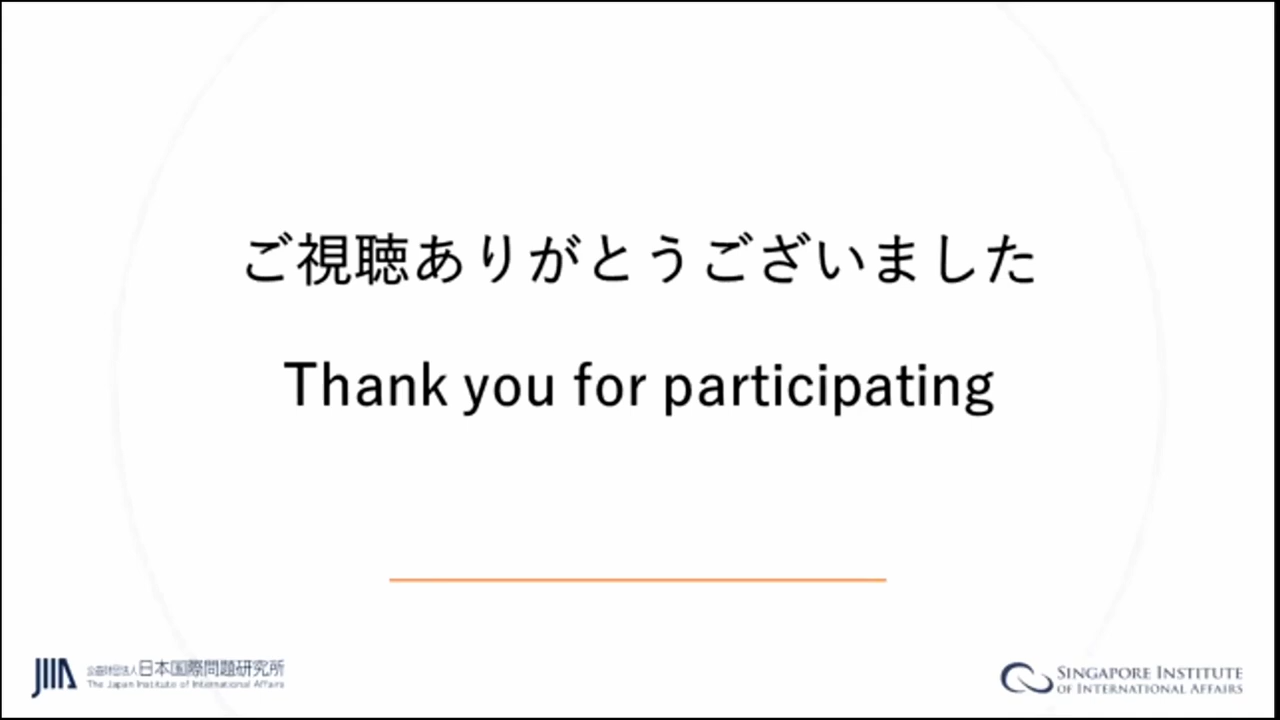 ご視聴ありがとうございました
Thank you for participating
JIIA
公益財団法人日本国際問題研究所
The Japan Institute of International Affairs
SINGAPORE INSTITUTE
OF INTERNATIONAL AFFAIRS